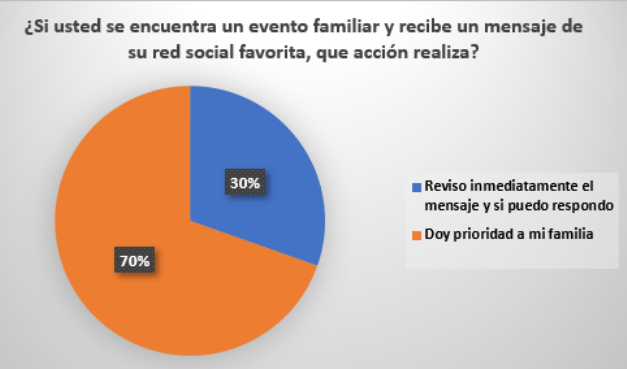 ¿Si usted se encuentra un evento familiar y recibe un mensaje de
su red social favorita, que acción realiza?
30%
70%
Reviso inmediatamente el
mensaje y si puedo respondo
Doy prioridad a mi familia